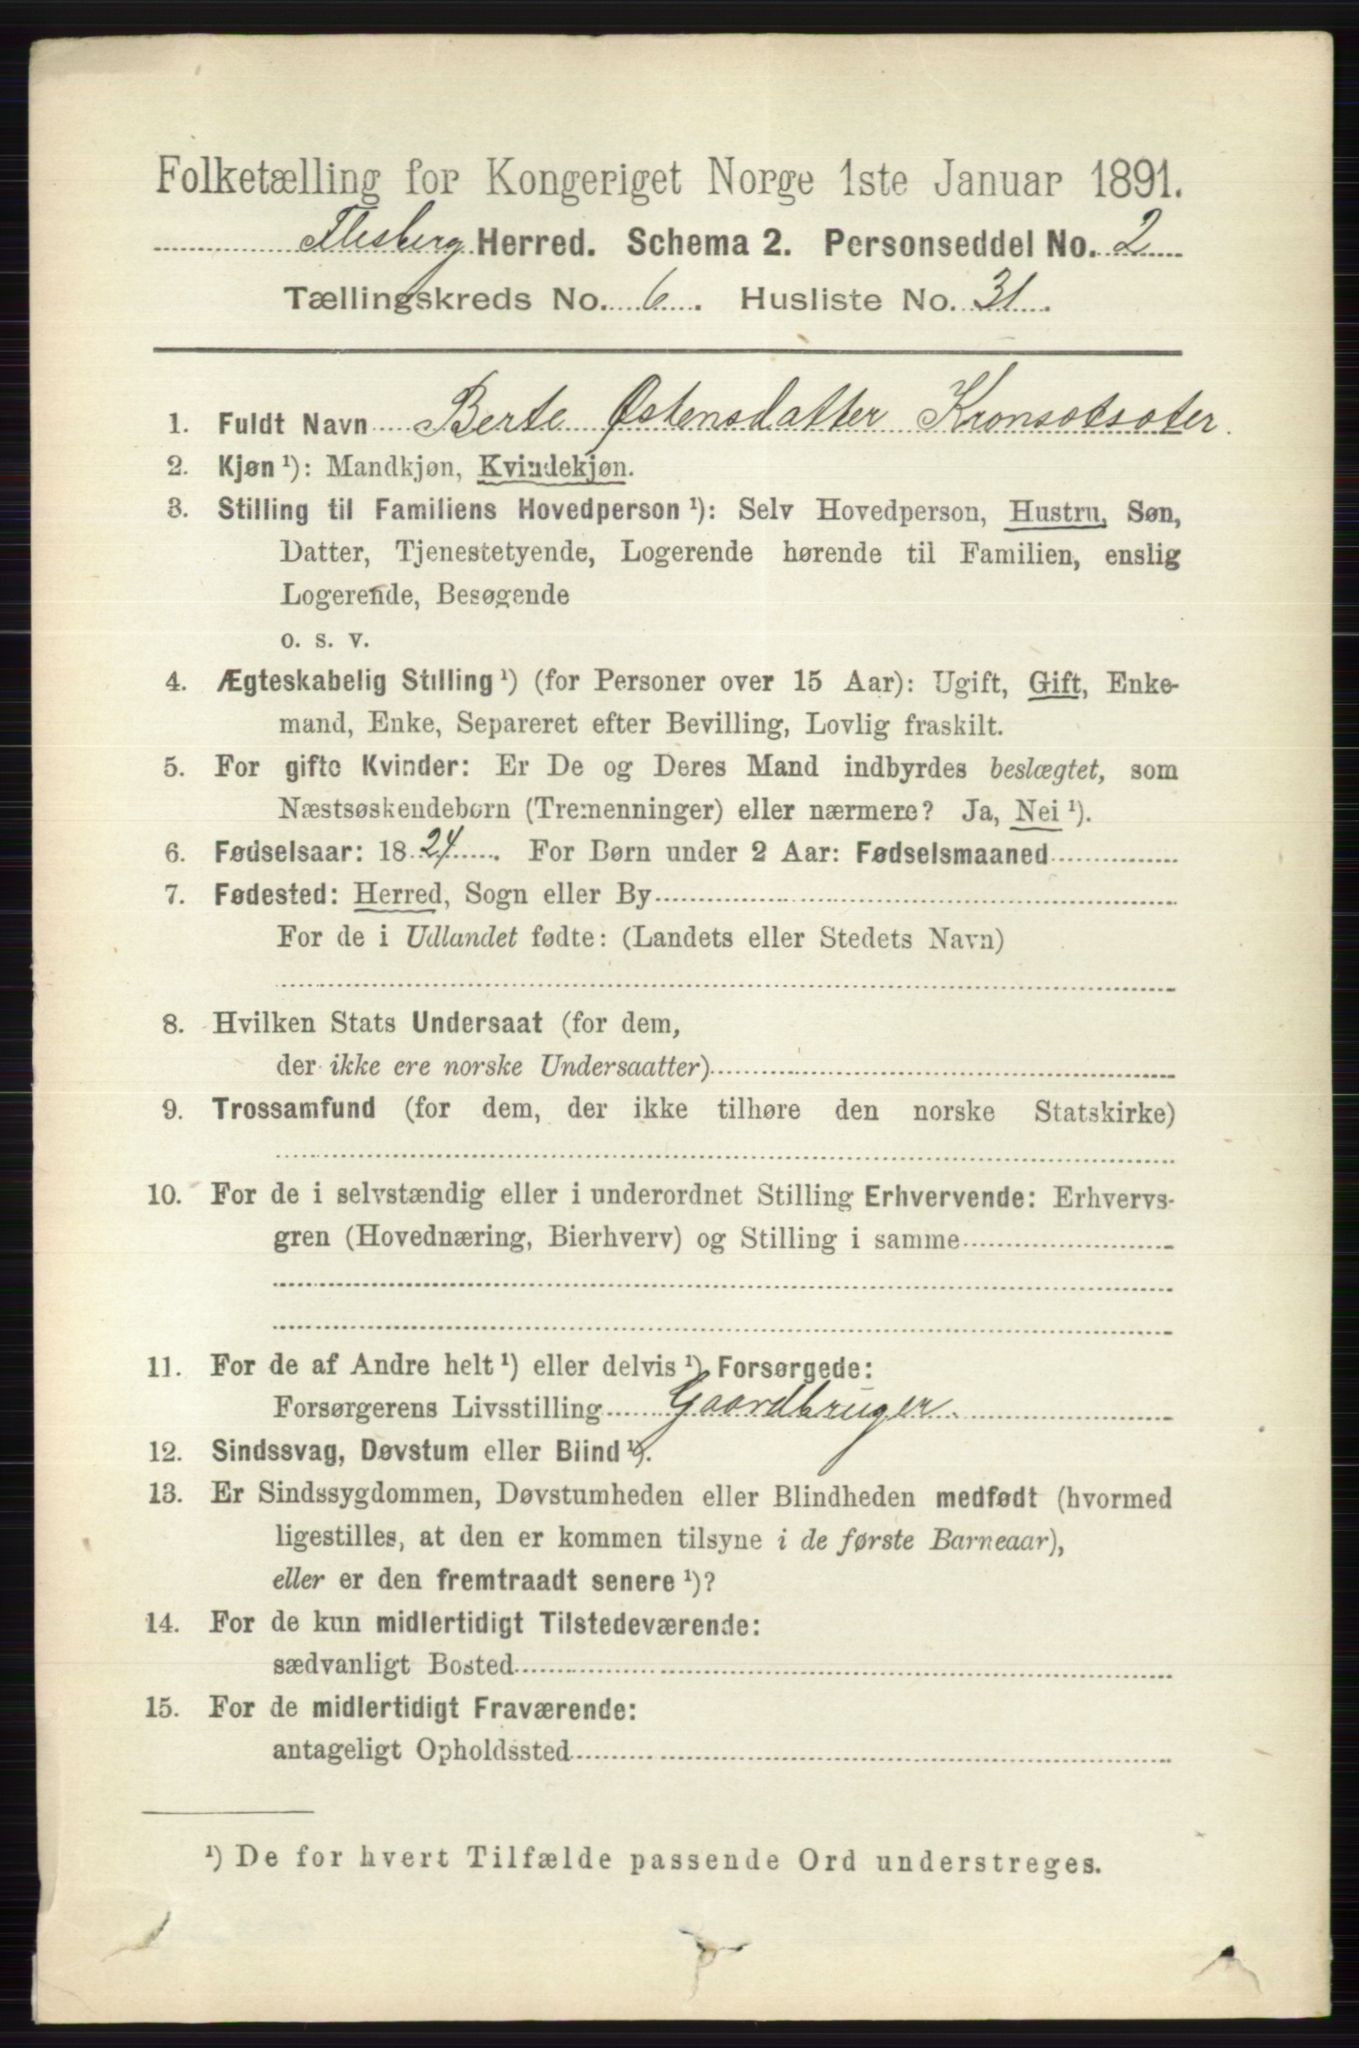 Folketælling for Kongeriget Norge 1ste Januar 1891.
Flesberg Herred. Schema 2. Personseddel No. 2
Tællingskreds No. 6. Husliste No. 31.
1. Fuldt Navn Berte Østensdatter Kronsætsæter
2. Kjøn ¹): Mandkjøn, Kvindekjøn.
3. Stilling til Familiens Hovedperson ¹): Selv Hovedperson, Hustru, Søn,
Datter, Tjenestetyende, Logerende hørende til Familien, enslig
Logerende, Besøgende
o. s. v.
4. Ægteskabelig Stilling ¹) (for Personer over 15 Aar): Ugift, Gift, Enke-
mand, Enke, Separeret efter Bevilling, Lovlig fraskilt.
5. For gifte Kvinder: Er De og Deres Mand indbyrdes beslægtet, som
Næstsøskendebørn (Tremenninger) eller nærmere? Ja, Nei ¹).
6. Fødselsaar: 1824. For Børn under 2 Aar: Fødselsmaaned
7. Fødested: Herred, Sogn eller By
For de i Udlandet fødte: (Landets eller Stedets Navn)
8. Hvilken Stats Undersaat (for dem,
der ikke ere norske Undersaatter)
9. Trossamfund (for dem, der ikke tilhøre den norske Statskirke)
10. For de i selvstændig eller i underordnet Stilling Erhvervende: Erhvervs-
gren (Hovednæring, Bierhverv) og Stilling i samme
11. For de af Andre helt ¹) eller delvis ¹) Forsørgede:
Forsørgerens Livsstilling Gaardbruger.
12. Sindssvag, Døvstum eller Blind ¹).
13. Er Sindssygdommen, Døvstumheden eller Blindheden medfødt (hvormed
ligestilles, at den er kommen tilsyne i de første Barneaar),
eller er den fremtraadt senere ¹)?
14. For de kun midlertidigt Tilstedeværende:
sædvanligt Bosted
15. For de midlertidigt Fraværende:
antageligt Opholdssted
¹) De for hvert Tilfælde passende Ord understreges.